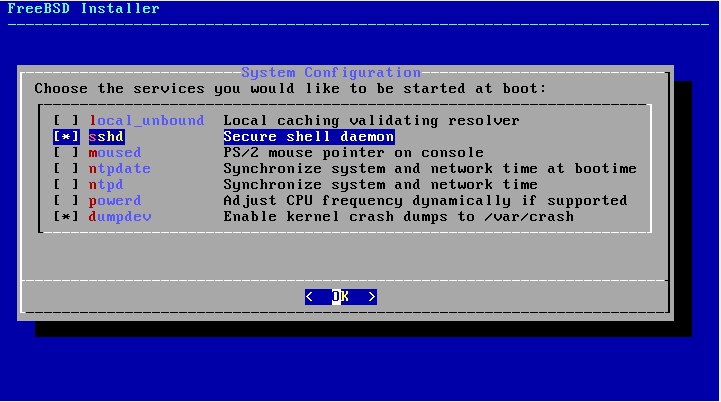 FreeBSD Installer
System Configuration
Choose the services you would like to be started at boot:
[ ] local_unbound Local caching validating resolver
[*] sshd Secure shell daemon
[ ] moused PS/2 mouse pointer on console
[ ] ntpdate Synchronize system and network time at bootime
[ ] ntpd Synchronize system and network time
[ ] powerd Adjust CPU frequency dynamically if supported
[*] dumpdev Enable kernel crash dumps to /var/crash
< OK >